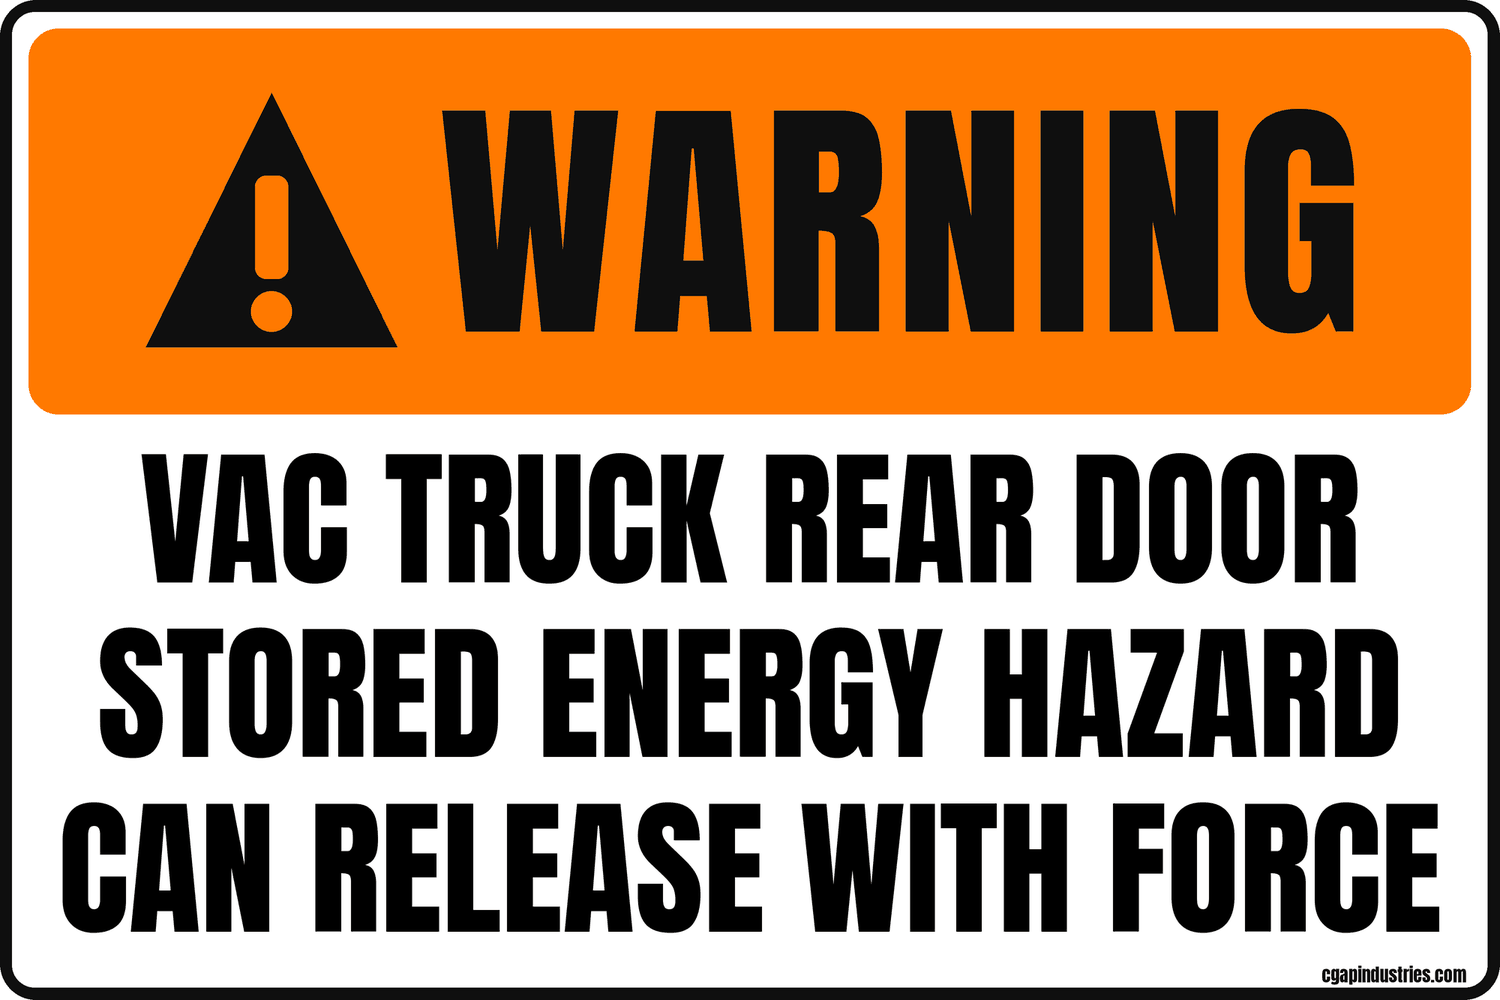 WARNING
VAC TRUCK REAR DOOR
STORED ENERGY HAZARD
CAN RELEASE WITH FORCE
cgapindustries.com